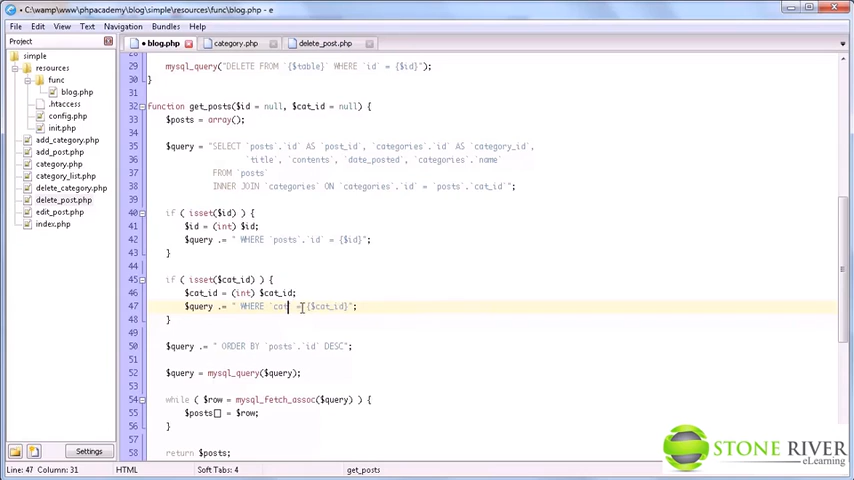 C:\wamp\www\phpacademy\blog\simple\resources\func\blog.php - e
File Edit View Text Navigation Bundles Help
Project
simple
resources
func
blog.php
.htaccess
config.php
init.php
add_category.php
add_post.php
category.php
category_list.php
delete_category.php
delete_post.php
edit_post.php
index.php
Settings
blog.php category.php delete_post.php
28
29 mysql_query("DELETE FROM `{$table}` WHERE `id` = {$id}");
30 }
31
32 function get_posts($id = null, $cat_id = null) {
33 $posts = array();
34
35 $query = "SELECT `posts`.`id` AS `post_id`, `categories`.`id` AS `category_id`,
36 `title`, `contents`, `date_posted`, `categories`.`name`
37 FROM `posts`
38 INNER JOIN `categories` ON `categories`.`id` = `posts`.`cat_id`";
39
40 if ( isset($id) ) {
41 $id = (int) $id;
42 $query .= " WHERE `posts`.`id` = {$id}";
43 }
44
45 if ( isset($cat_id) ) {
46 $cat_id = (int) $cat_id;
47 $query .= " WHERE `cat` = {$cat_id}";
48 }
49
50 $query .= " ORDER BY `posts`.`id` DESC";
51
52 $query = mysql_query($query);
53
54 while ( $row = mysql_fetch_assoc($query) ) {
55 $posts[] = $row;
56 }
57
58 return $posts;
Line: 47 Column: 31 HTML Soft Tabs: 4 get_posts
STONE RIVER
eLearning